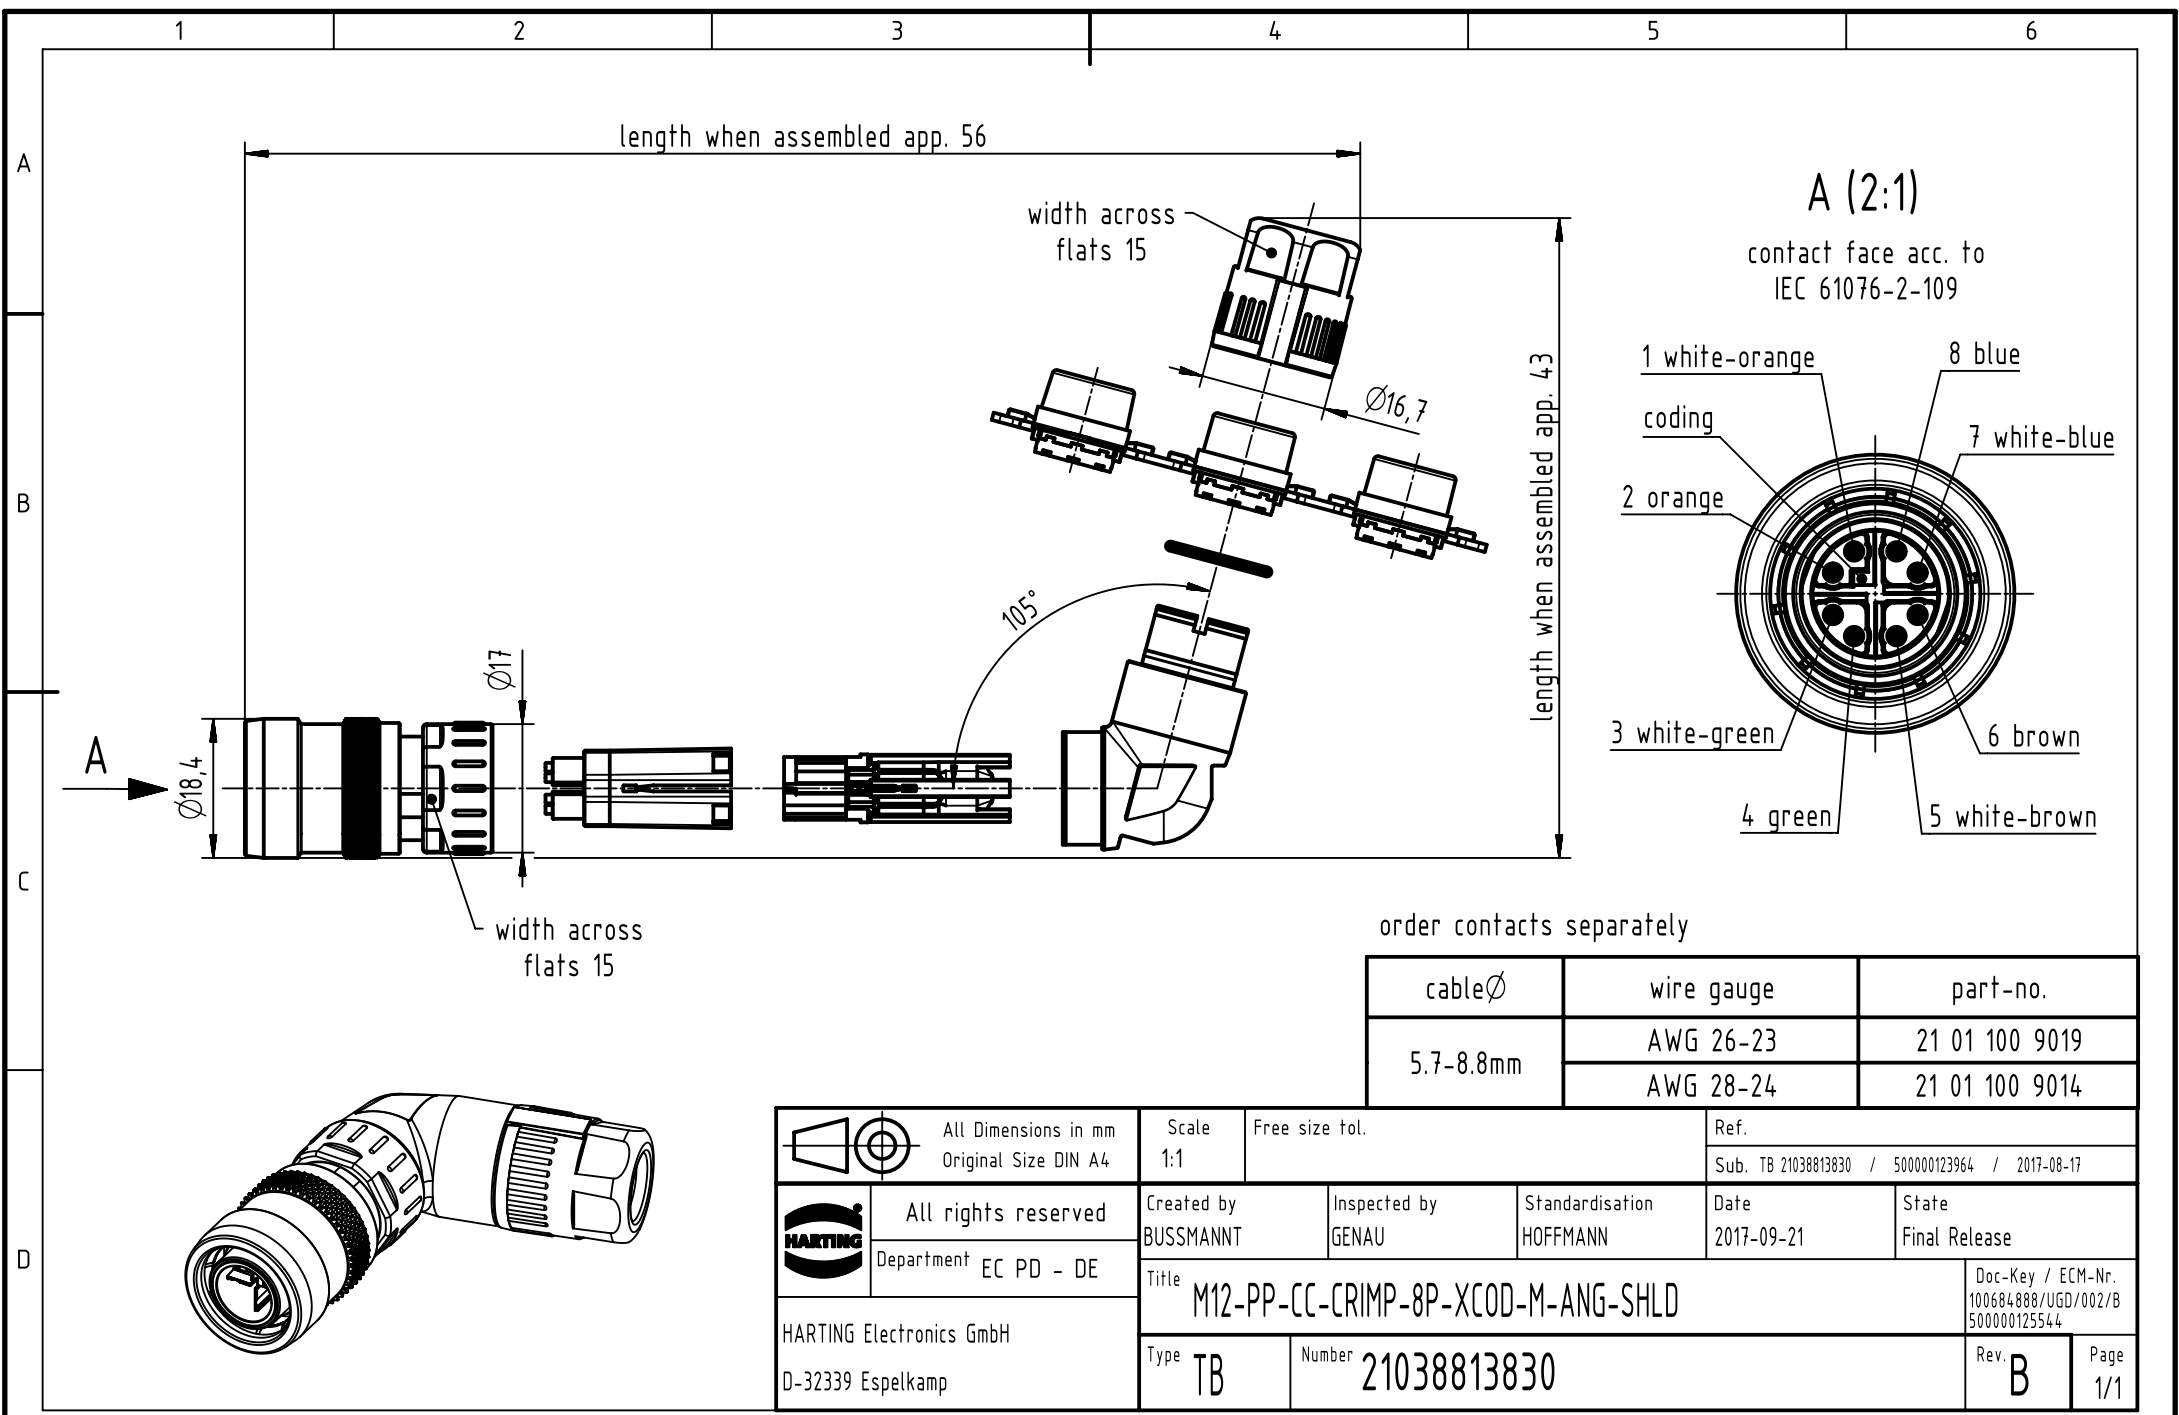 1 2 3 4 5 6
A
B
C
D
length when assembled app. 56
width across
flats 15
Ø16,7
length when assembled app. 43
105°
Ø17
Ø18,4
A
width across
flats 15
A (2:1)
contact face acc. to
IEC 61076-2-109
1 white-orange
8 blue
coding
7 white-blue
2 orange
3 white-green
6 brown
4 green
5 white-brown
order contacts separately
cableØ wire gauge part-no.
5.7-8.8mm
AWG 26-23 21 01 100 9019
AWG 28-24 21 01 100 9014
All Dimensions in mm
Original Size DIN A4
Scale
1:1
Free size tol.
Ref.
Sub. TB 21038813830 / 500000123964 / 2017-08-17
HARTING
All rights reserved
Department EC PD - DE
Created by
BUSSMANNT
Inspected by
GENAU
Standardisation
HOFFMANN
Date
2017-09-21
State
Final Release
HARTING Electronics GmbH
D-32339 Espelkamp
Title M12-PP-CC-CRIMP-8P-XCOD-M-ANG-SHLD
Doc-Key / ECM-Nr.
100684888/UGD/002/B
500000125544
Type TB
Number 21038813830
Rev. B
Page
1/1